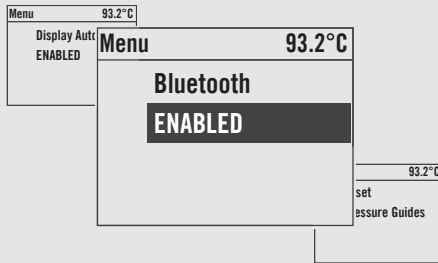 Menu 93.2°C
Display Auto
ENABLED
Menu 93.2°C
Bluetooth
ENABLED
93.2°C
set
essure Guides